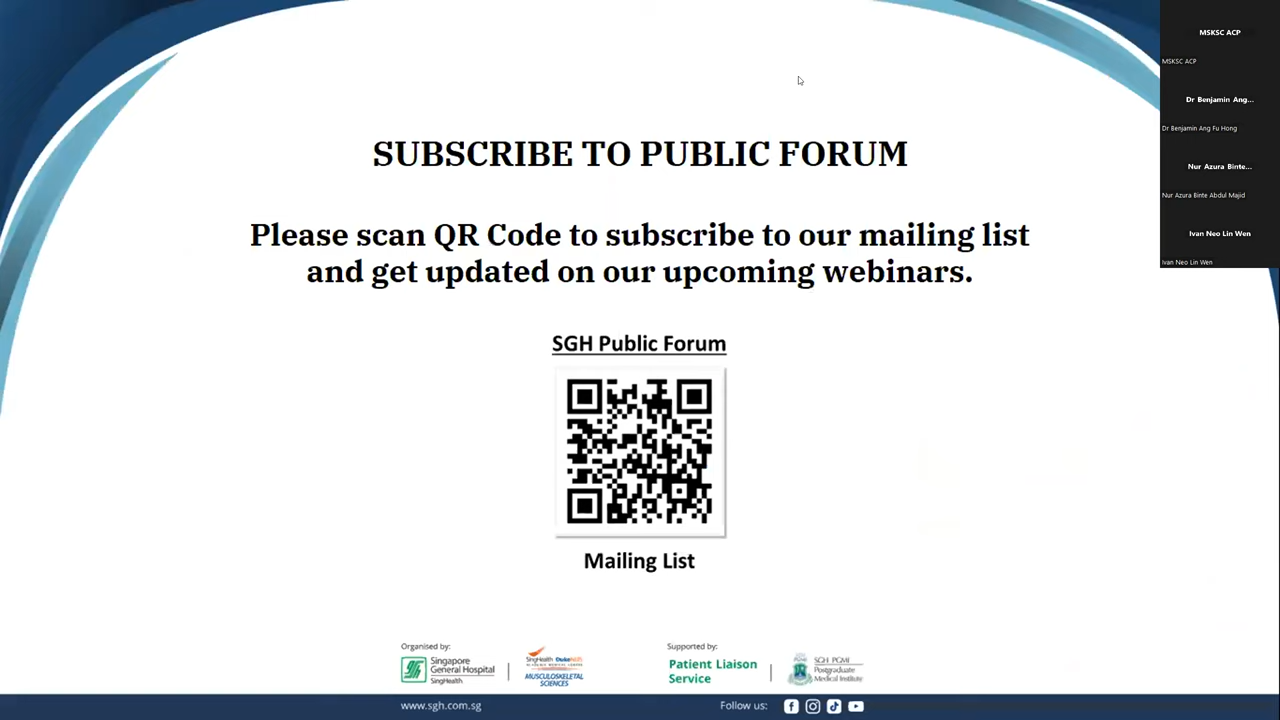 SUBSCRIBE TO PUBLIC FORUM
Please scan QR Code to subscribe to our mailing list
and get updated on our upcoming webinars.
SGH Public Forum
Mailing List
Organised by:
Singapore
General Hospital
SingHealth
SingHealth DukeNUS
MUSCULOSKELETAL
SCIENCES
Supported by:
Patient Liaison
Service
SGH PGMI
Postgraduate
Medical Institute
www.sgh.com.sg
Follow us:
MSKSC ACP
MSKSC ACP
Dr Benjamin Ang...
Dr Benjamin Ang Fu Hong
Nur Azura Binte...
Nur Azura Binte Abdul Majid
Ivan Neo Lin Wen
Ivan Neo Lin Wen